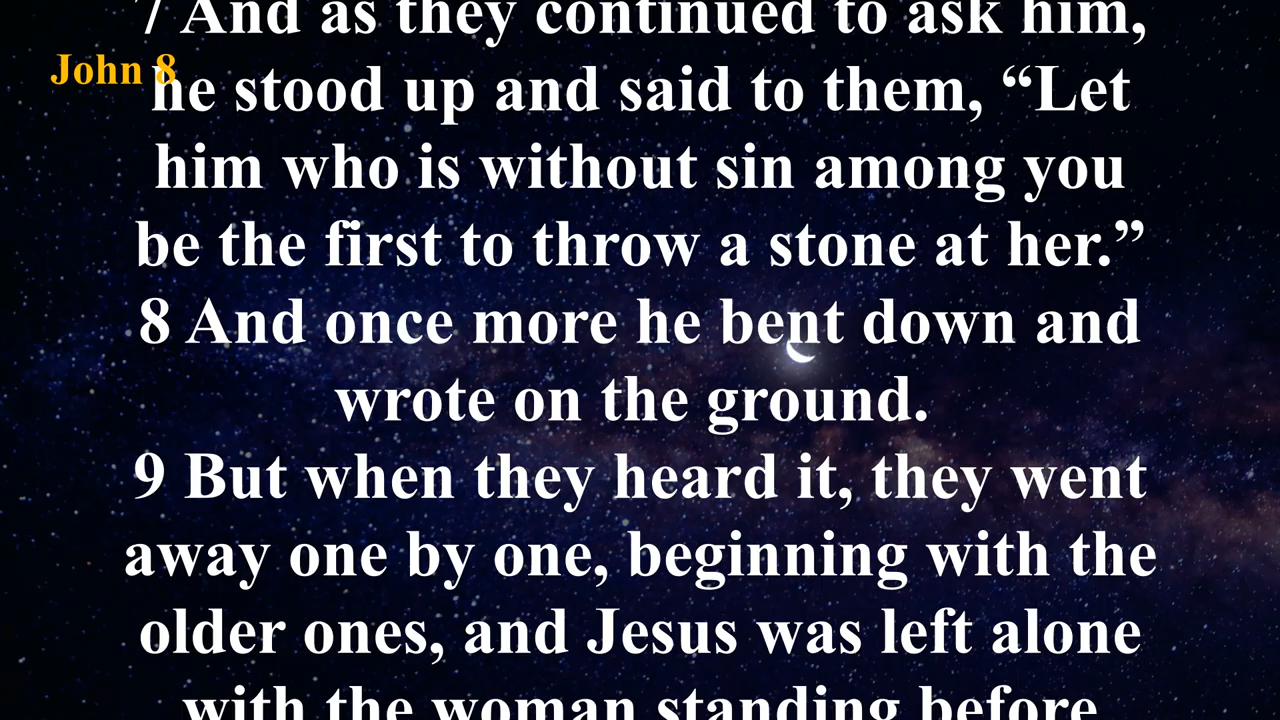 7 And as they continued to ask him,
John 8
he stood up and said to them, “Let
him who is without sin among you
be the first to throw a stone at her.”
8 And once more he bent down and
wrote on the ground.
9 But when they heard it, they went
away one by one, beginning with the
older ones, and Jesus was left alone
with the woman standing before